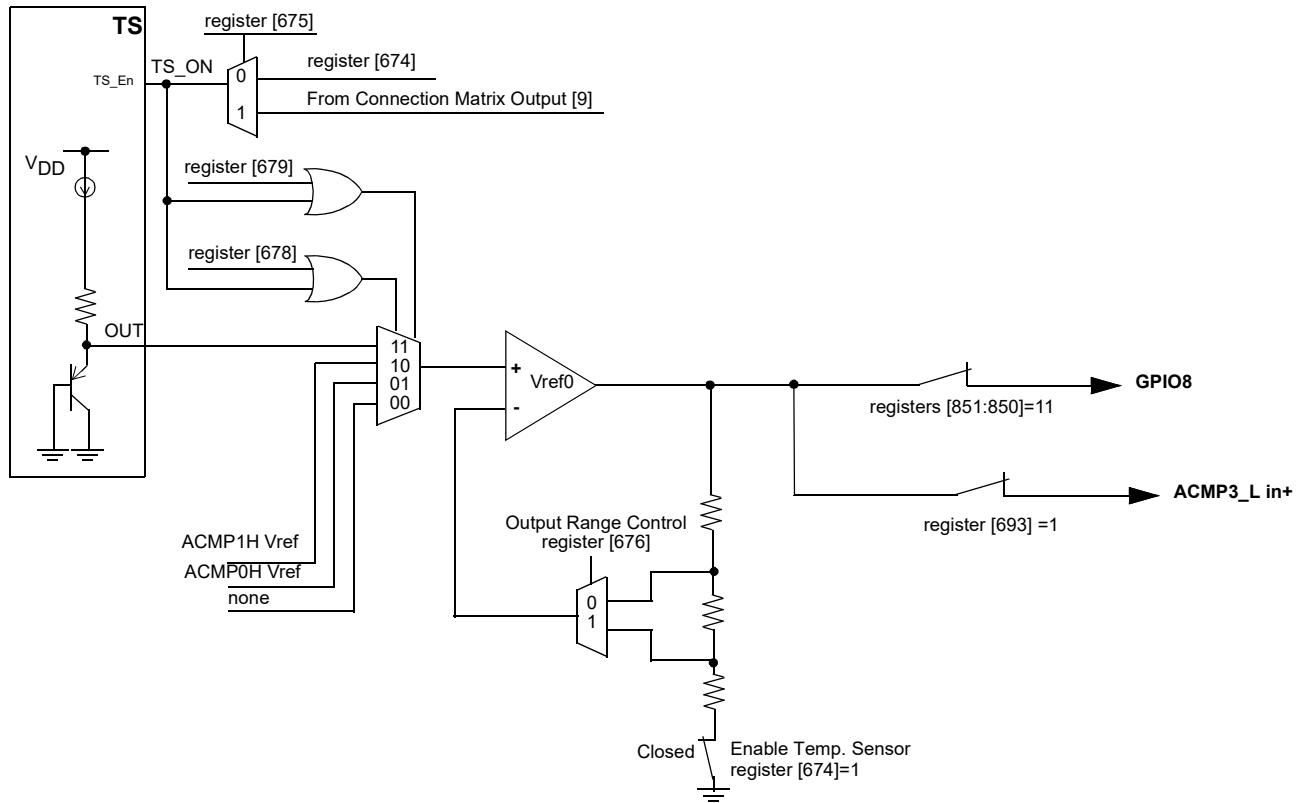 TS
register [675]
TS_ON
TS_En
0
1
register [674]
From Connection Matrix Output [9]
VDD
register [679]
register [678]
OUT
11
10
01
00
+
-
Vref0
GPIO8
registers [851:850]=11
ACMP3_L in+
register [693] =1
Output Range Control
register [676]
0
1
ACMP1H Vref
ACMP0H Vref
none
Closed
Enable Temp. Sensor
register [674]=1